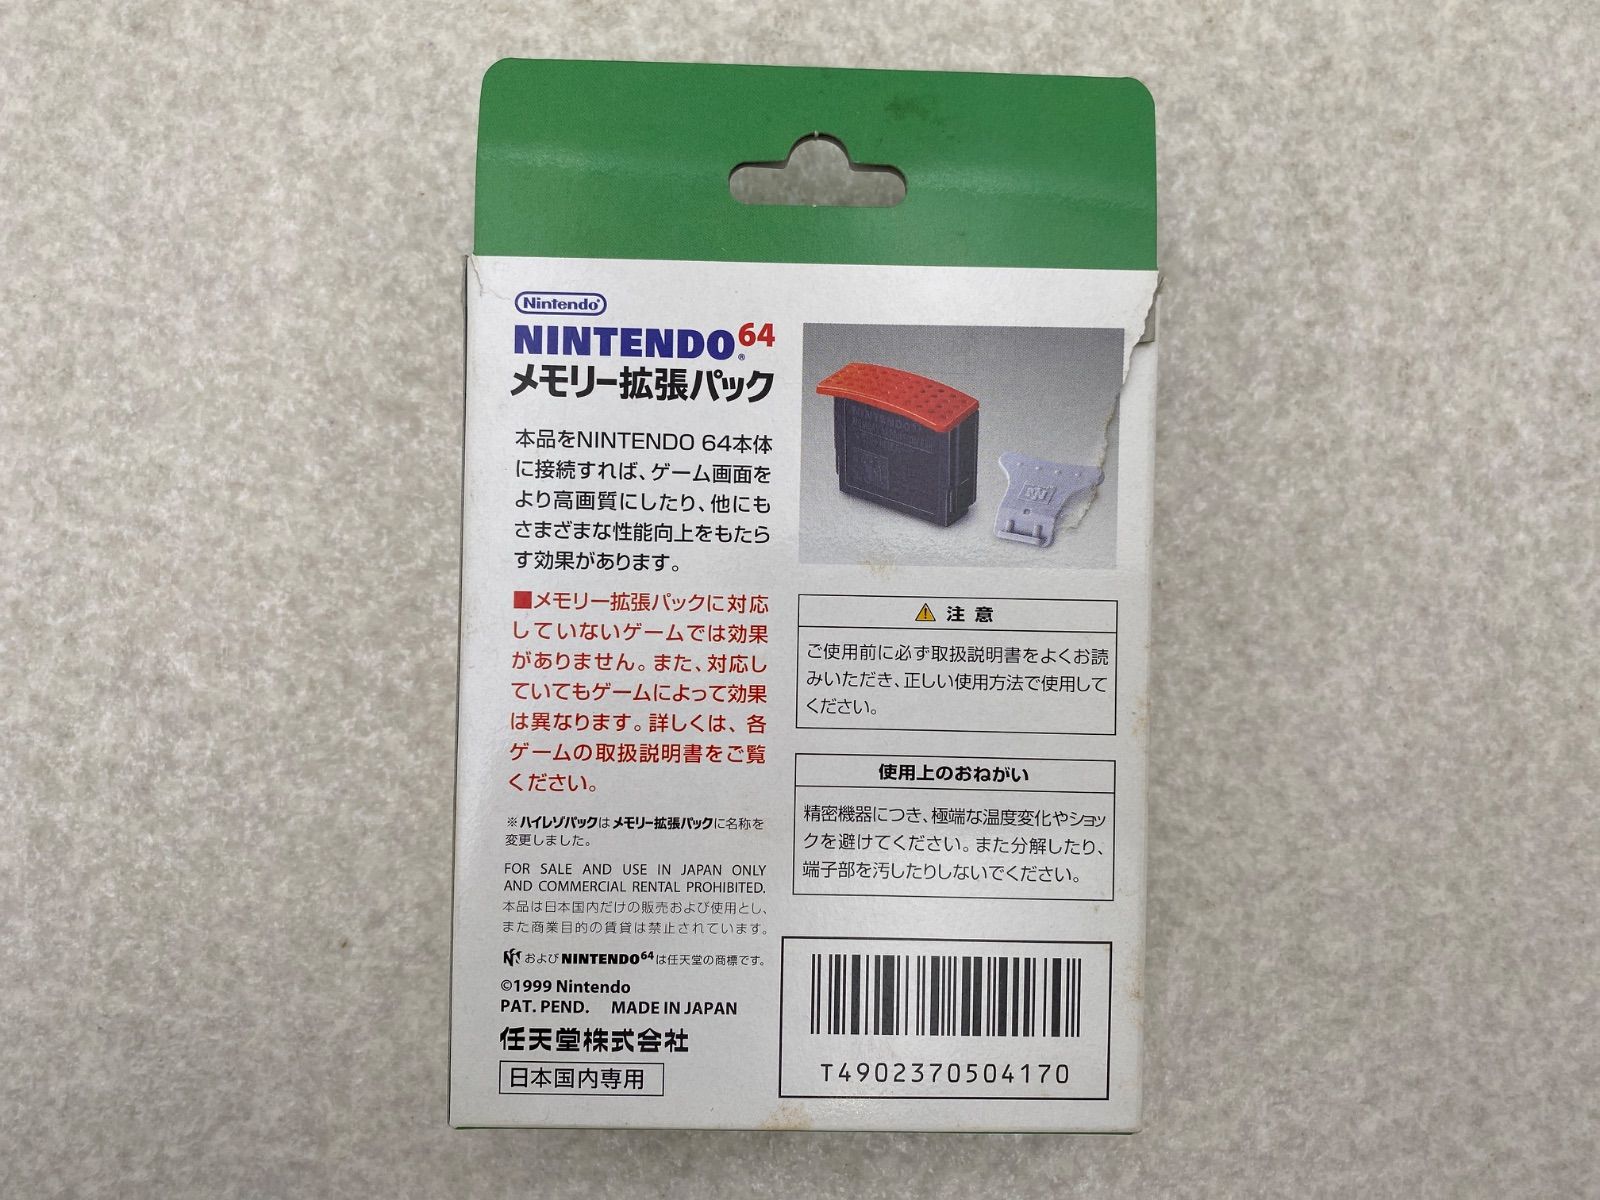 Nintendo
NINTENDO64
メモリー拡張パック
本品をNINTENDO 64本体
に接続すれば、ゲーム画面を
より高画質にしたり、他にも
さまざまな性能向上をもたら
す効果があります。
■メモリー拡張パックに対応
していないゲームでは効果
がありません。また、対応し
ていてもゲームによって効果
は異なります。詳しくは、各
ゲームの取扱説明書をご覧
ください。
※ハイレゾパックはメモリー拡張パックに名称を
変更しました。
FOR SALE AND USE IN JAPAN ONLY
AND COMMERCIAL RENTAL PROHIBITED.
本品は日本国内だけの販売および使用とし、
また商業目的の賃貸は禁止されています。
および NINTENDO64は任天堂の商標です。
©1999 Nintendo
PAT. PEND. MADE IN JAPAN
任天堂株式会社
日本国内専用
NINTENDO64
注意
ご使用前に必ず取扱説明書をよくお読
みいただき、正しい使用方法で使用して
ください。
使用上のおねがい
精密機器につき、極端な温度変化やショッ
クを避けてください。また分解したり、
端子部を汚したりしないでください。
T4902370504170